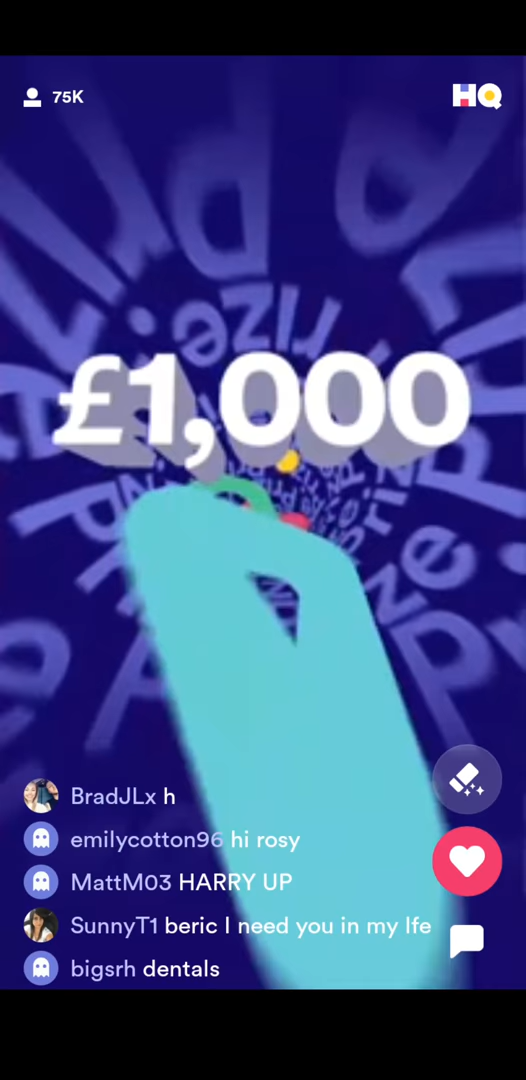 75K
HQ
£1,000
BradJLx h
emilycotton96 hi rosy
MattM03 HARRY UP
SunnyT1 beric I need you in my lfe
bigsrh dentals